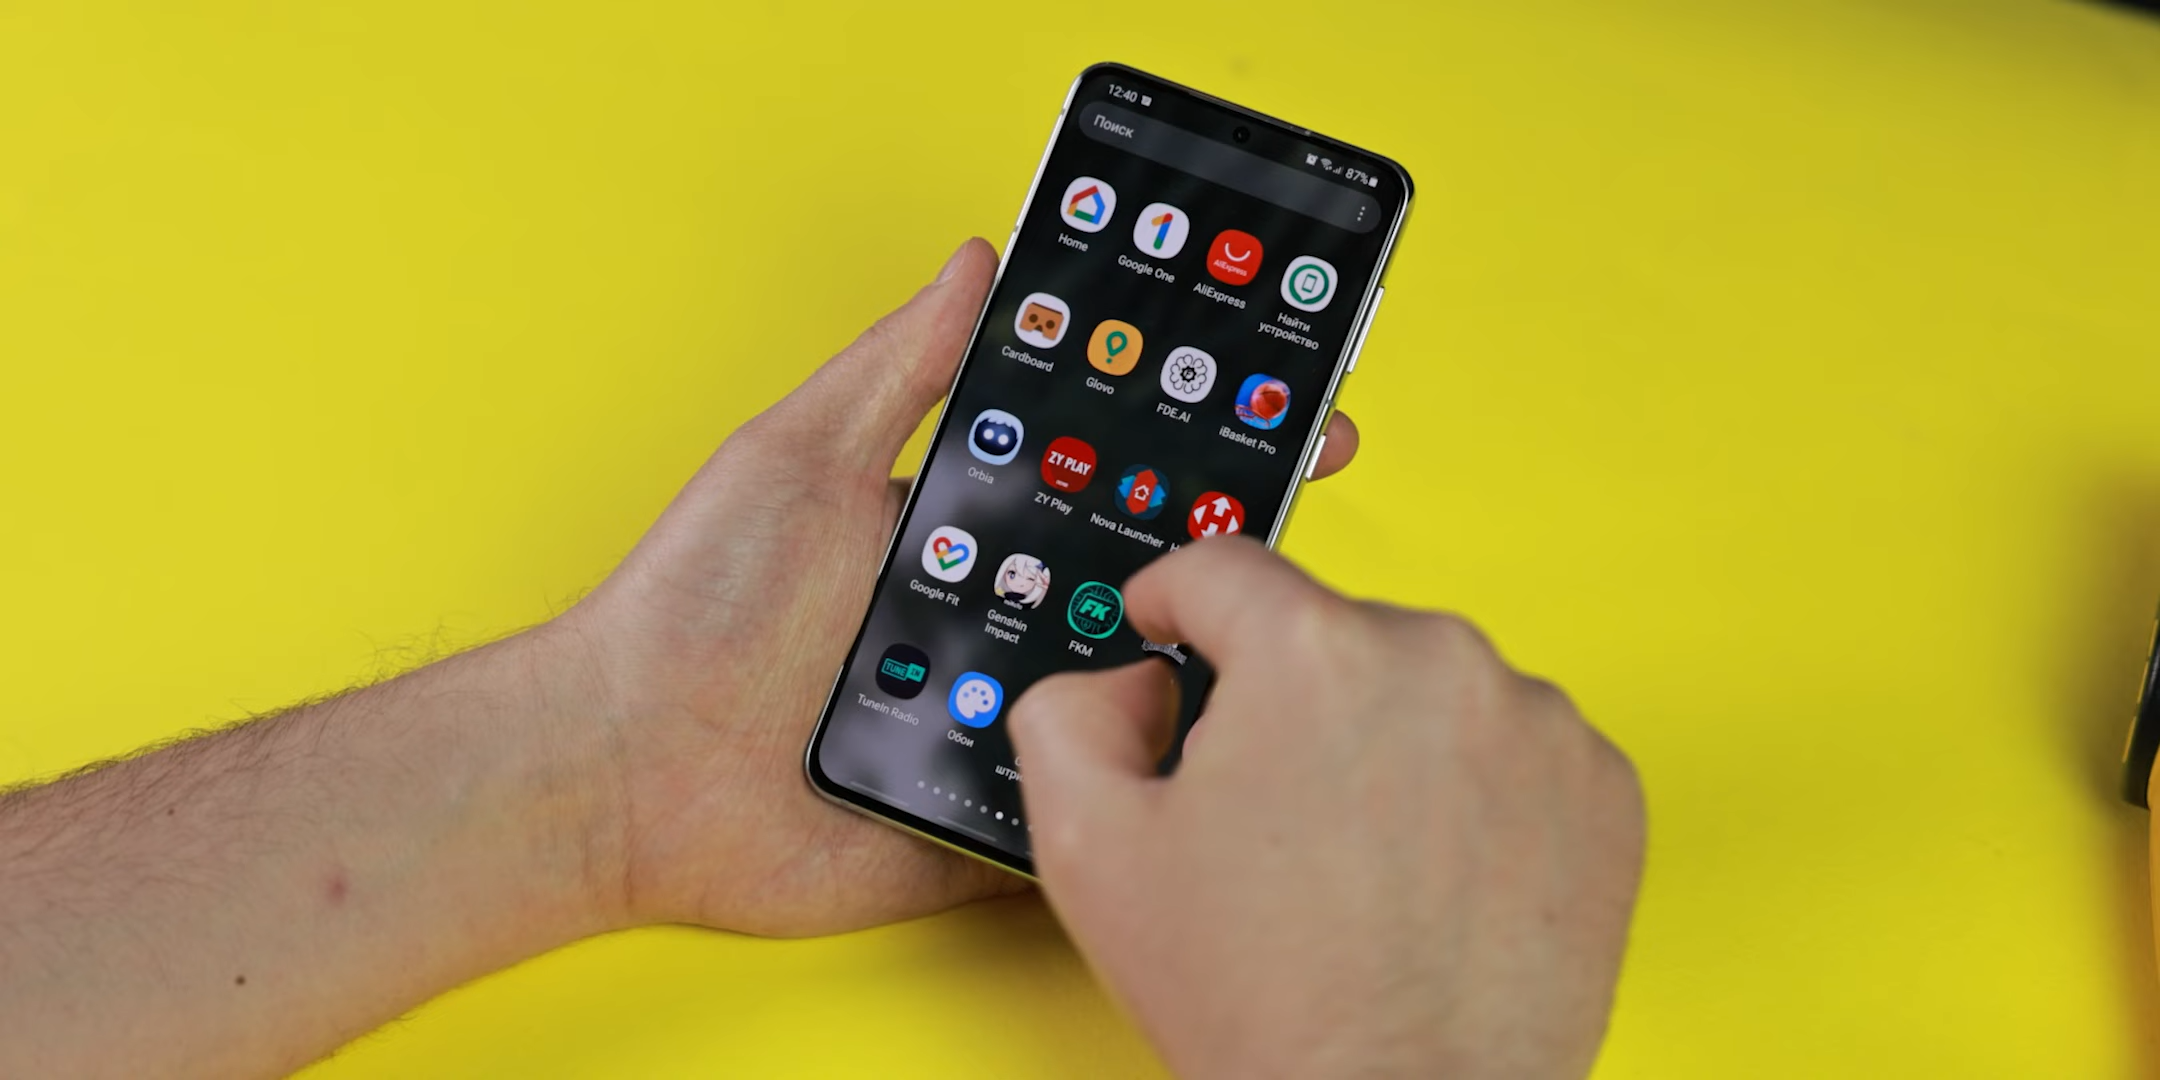 12:40
87%
Поиск
Home
Google One
AliExpress
AliExpress
Найти
устройство
Cardboard
Glovo
FDE.AI
iBasket Pro
Orbia
ZY PLAY
ZY Play
Nova Launcher
H
Google Fit
Genshin
Impact
FK
FKM
TUNE IN
TuneIn Radio
Обои